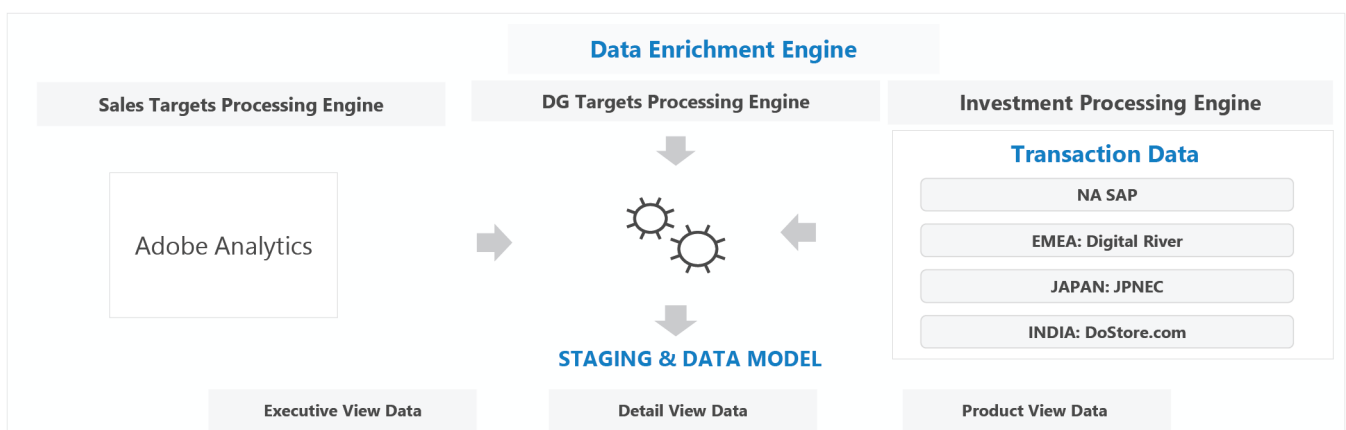 Data Enrichment Engine
Sales Targets Processing Engine
DG Targets Processing Engine
Investment Processing Engine
Transaction Data
NA SAP
EMEA: Digital River
JAPAN: JPNEC
INDIA: DoStore.com
Adobe Analytics
STAGING & DATA MODEL
Executive View Data
Detail View Data
Product View Data